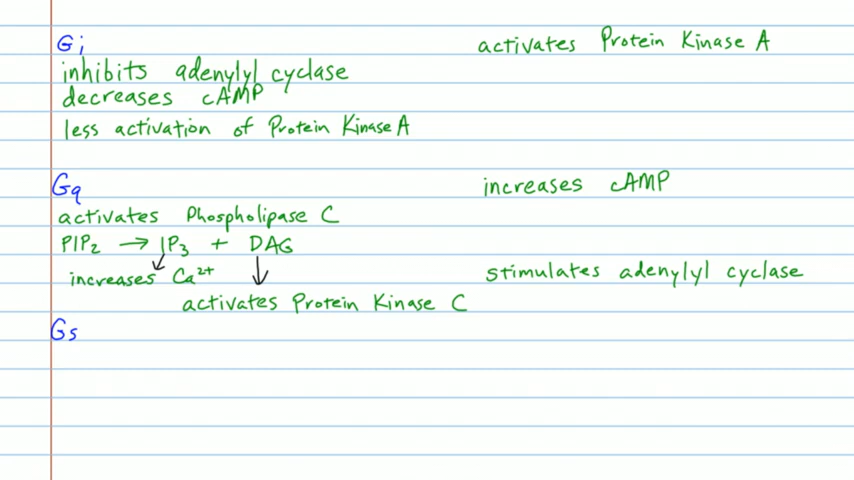 Gi
activates Protein Kinase A
inhibits adenylyl cyclase
decreases cAMP
less activation of Protein Kinase A
Gq
increases cAMP
activates Phospholipase C
PIP₂ → IP₃ + DAG
increases Ca²⁺
stimulates adenylyl cyclase
activates Protein Kinase C
Gs